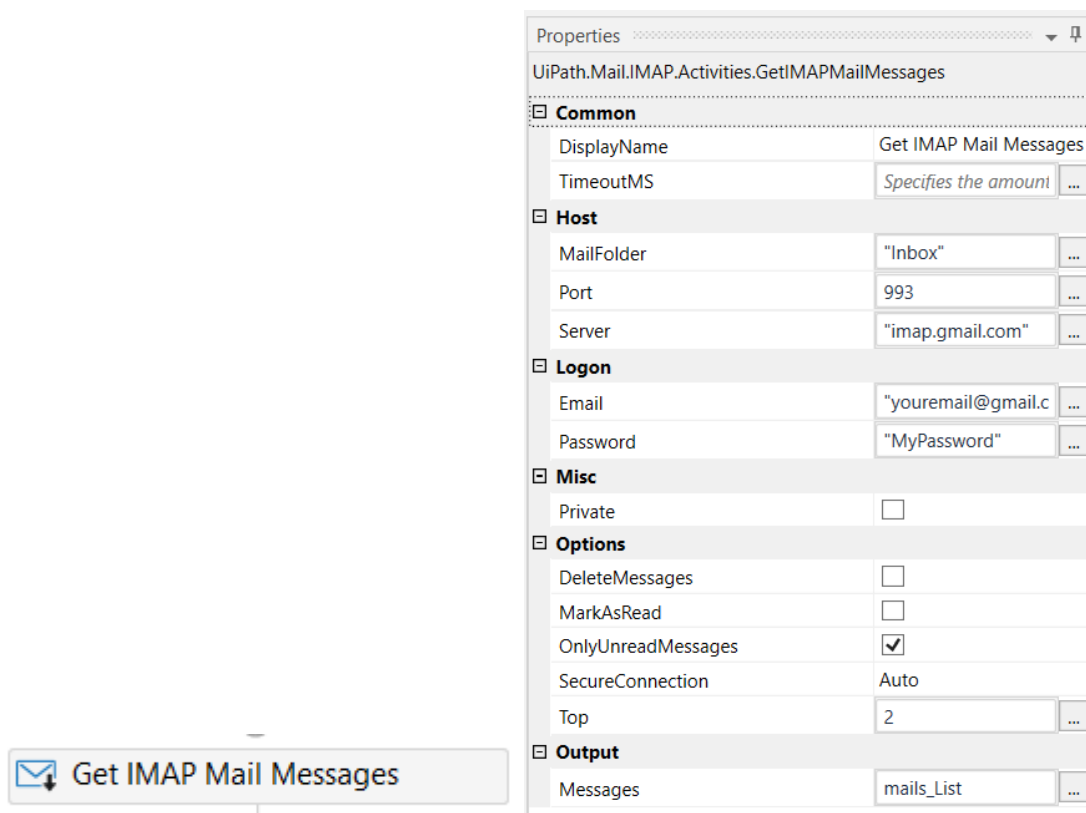 Properties
UiPath.Mail.IMAP.Activities.GetIMAPMailMessages
Common
DisplayName Get IMAP Mail Messages
TimeoutMS Specifies the amount ...
Host
MailFolder "Inbox" ...
Port 993 ...
Server "imap.gmail.com" ...
Logon
Email "youremail@gmail.c ...
Password "MyPassword" ...
Misc
Private
Options
DeleteMessages
MarkAsRead
OnlyUnreadMessages
SecureConnection Auto
Top 2 ...
Output
Messages mails_List ...
Get IMAP Mail Messages